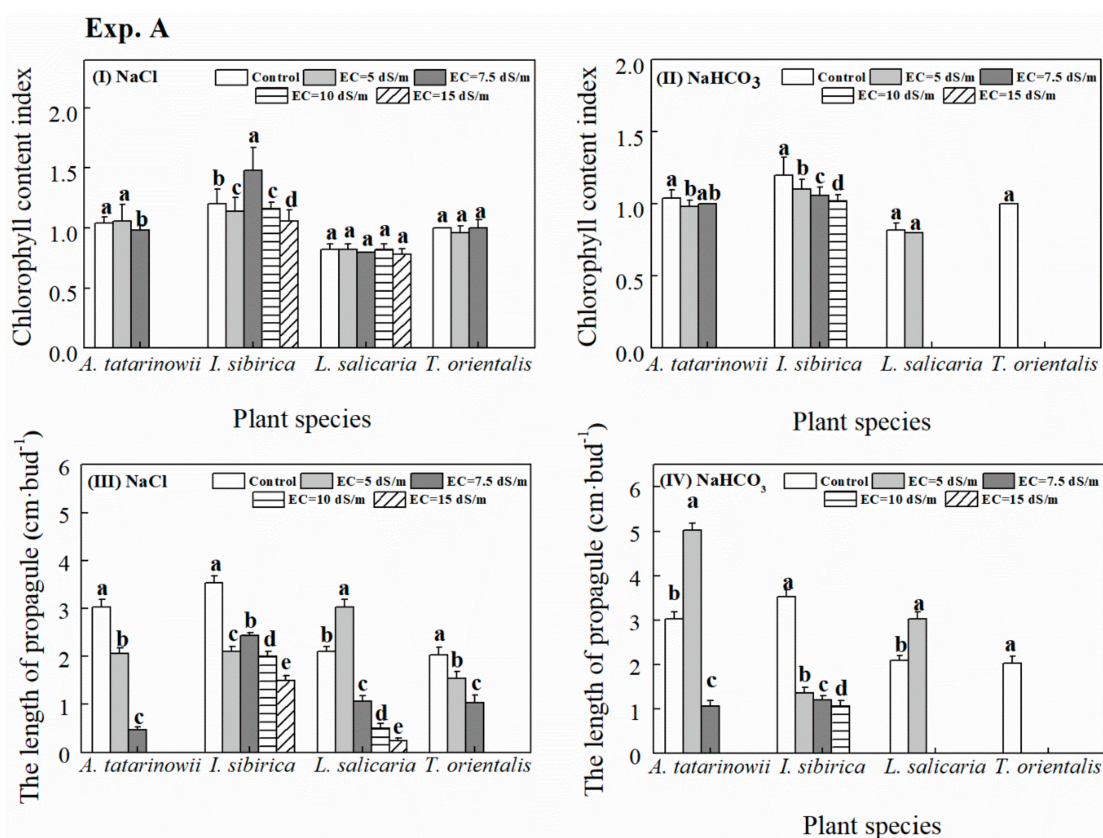 Exp. A
(I) NaCl
Control EC=5 dS/m EC=7.5 dS/m
EC=10 dS/m EC=15 dS/m
Chlorophyll content index
2.0
1.5
1.0
0.5
0.0
a a b
b c a c d
a a a a a
a a a
A. tatarinowii I. sibirica L. salicaria T. orientalis
Plant species
(II) NaHCO₃
Control EC=5 dS/m EC=7.5 dS/m
EC=10 dS/m EC=15 dS/m
Chlorophyll content index
2.0
1.5
1.0
0.5
0.0
a b ab
a b c d
a a
a
A. tatarinowii I. sibirica L. salicaria T. orientalis
Plant species
(III) NaCl
Control EC=5 dS/m EC=7.5 dS/m
EC=10 dS/m EC=15 dS/m
The length of propagule (cm·bud⁻¹)
6
5
4
3
2
1
0
a b c
a c b d e
b a c d e
a b c
A. tatarinowii I. sibirica L. salicaria T. orientalis
(IV) NaHCO₃
Control EC=5 dS/m EC=7.5 dS/m
EC=10 dS/m EC=15 dS/m
The length of propagule (cm·bud⁻¹)
6
5
4
3
2
1
0
b a c
a b c d
b a
a
A. tatarinowii I. sibirica L. salicaria T. orientalis
Plant species